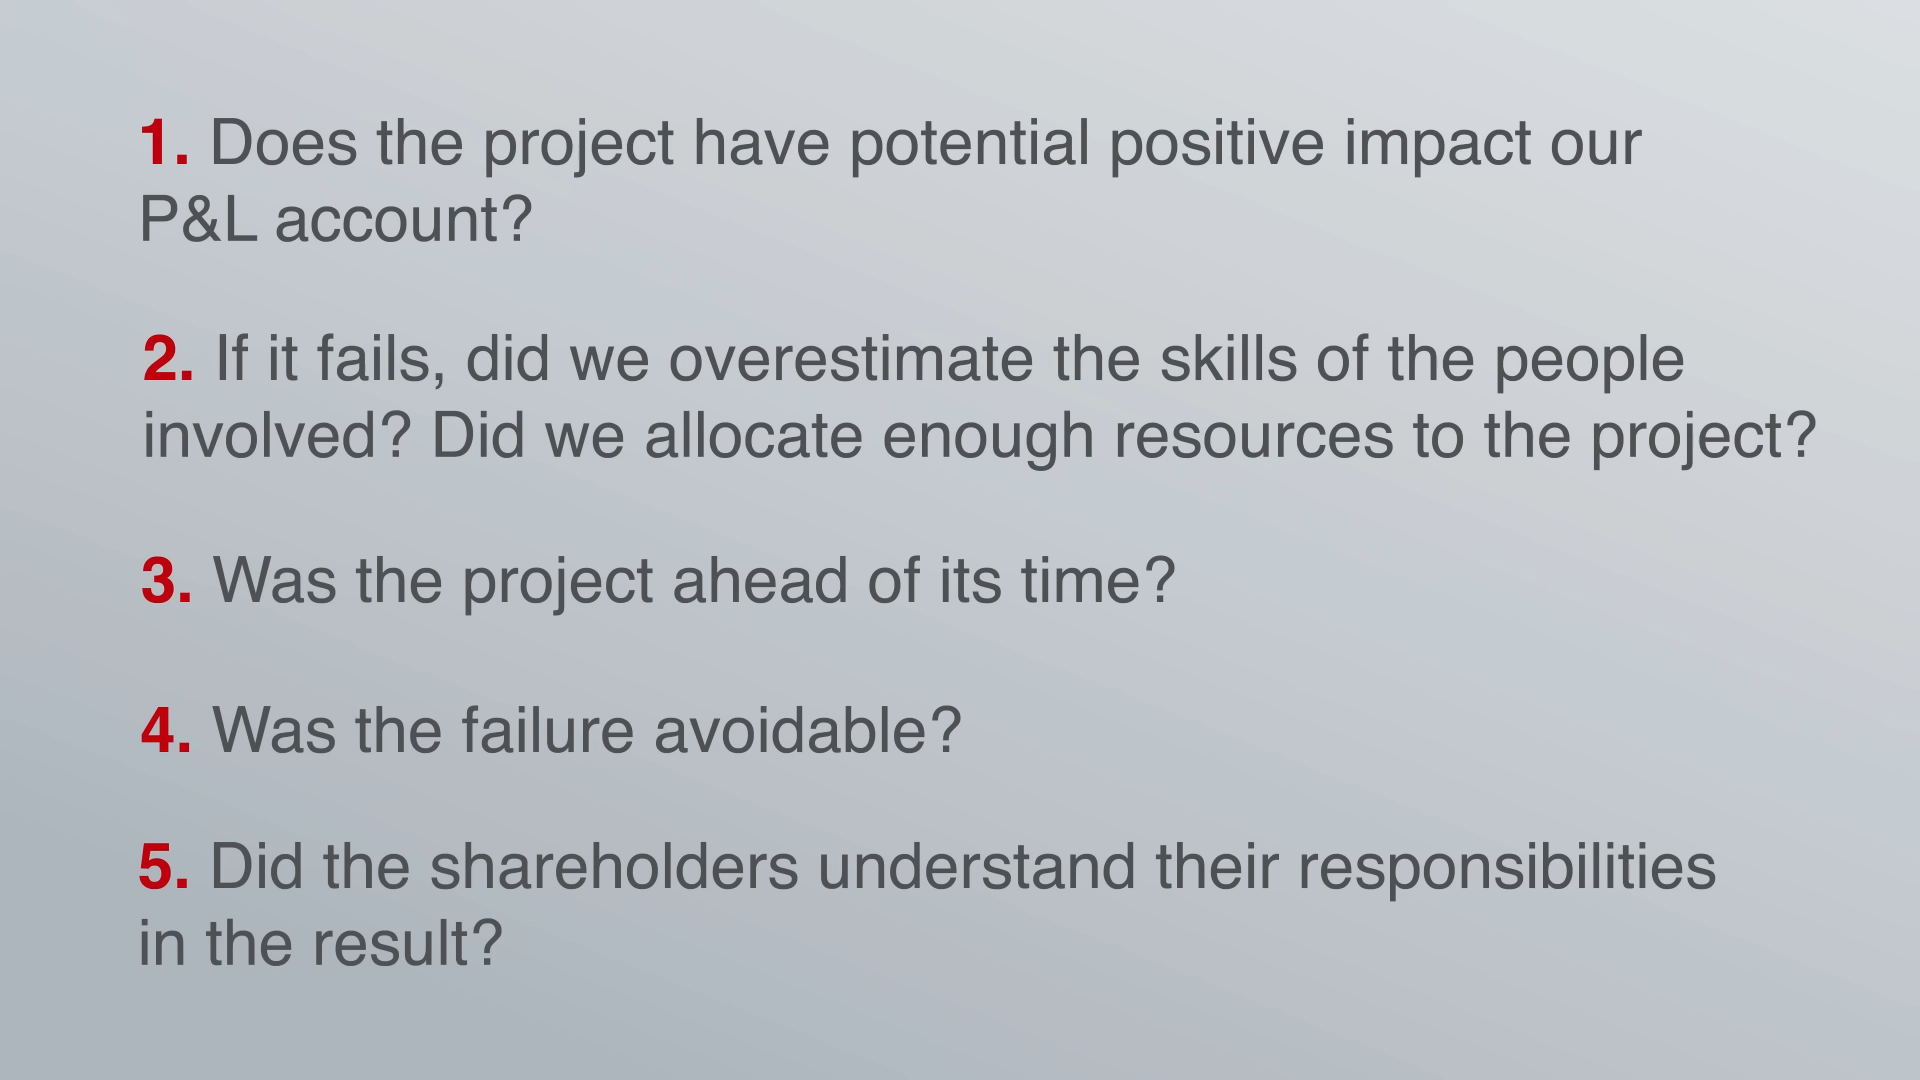 1. Does the project have potential positive impact our
P&L account?
2. If it fails, did we overestimate the skills of the people
involved? Did we allocate enough resources to the project?
3. Was the project ahead of its time?
4. Was the failure avoidable?
5. Did the shareholders understand their responsibilities
in the result?